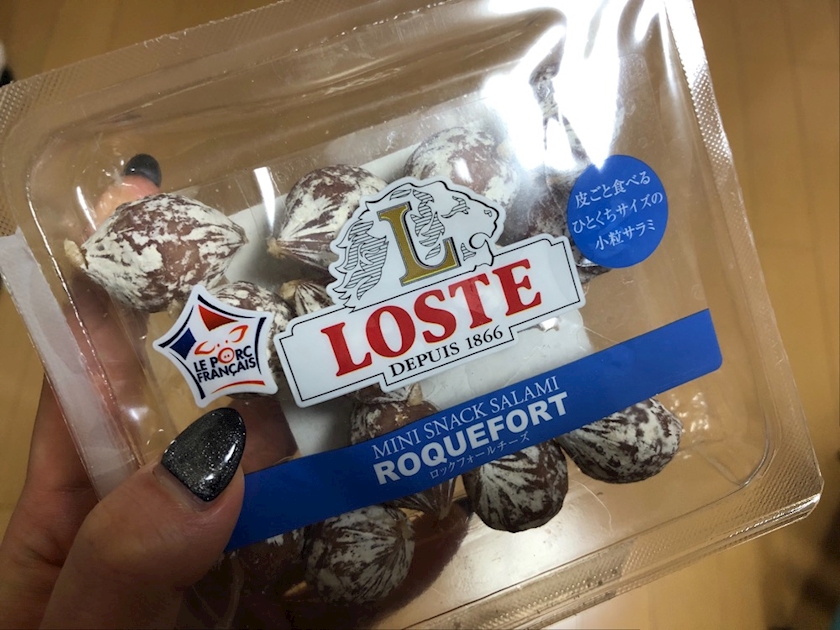 皮ごと食べる
ひとくちサイズの
小粒サラミ
L
LOSTE
DEPUIS 1866
LE PORC
FRANÇAIS
MINI SNACK SALAMI
ROQUEFORT
ロックフォールチーズ